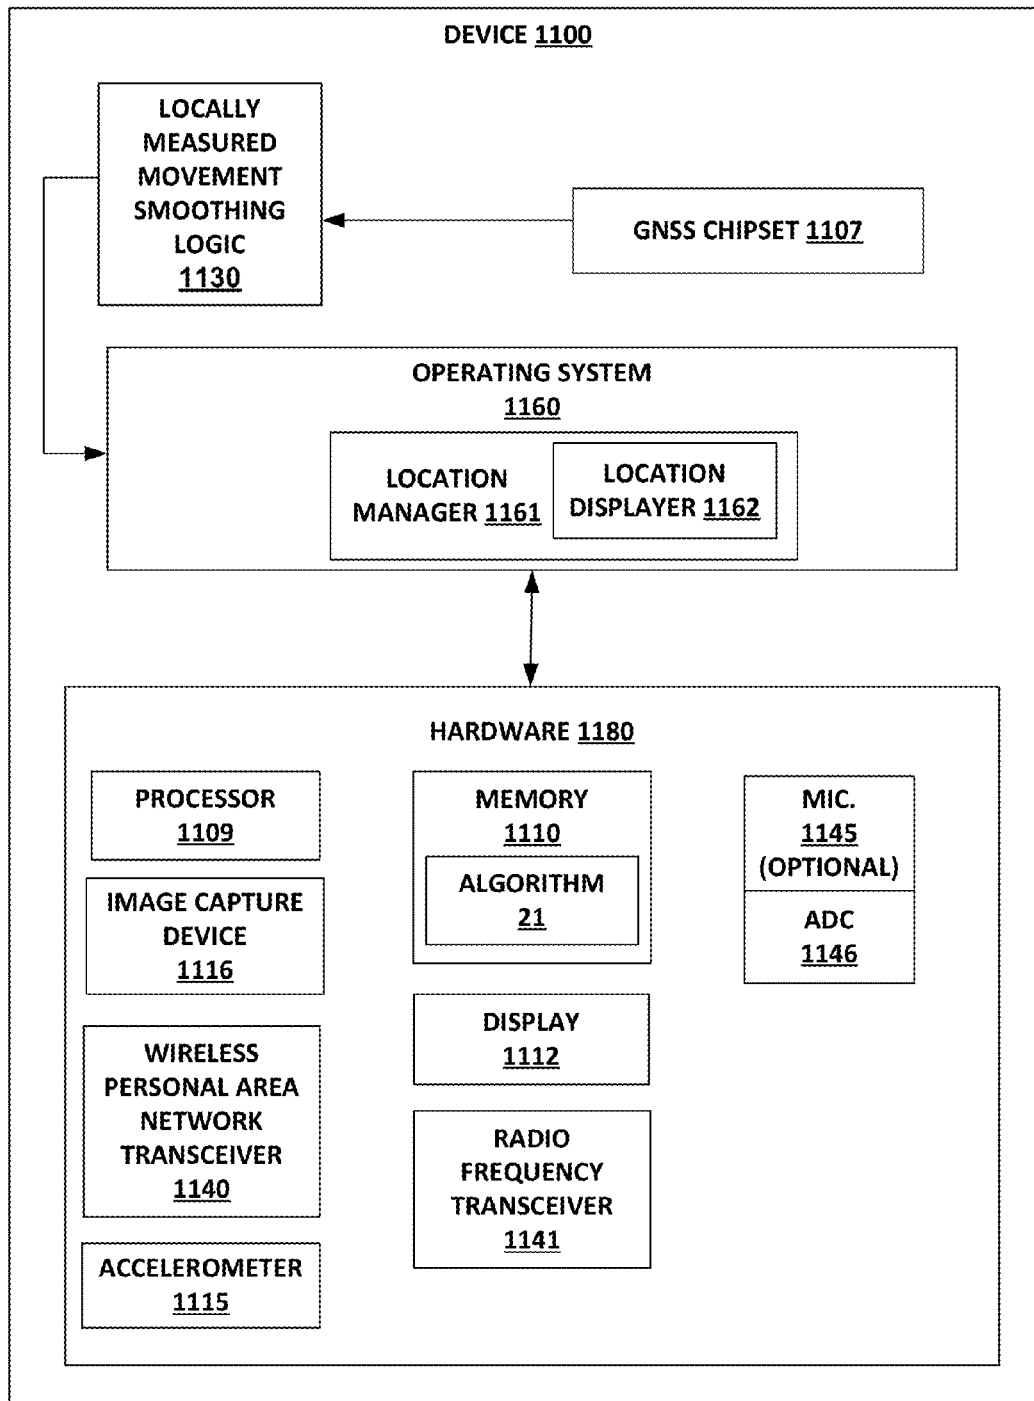 DEVICE 1100
LOCALLY
MEASURED
MOVEMENT
SMOOTHING
LOGIC
1130
GNSS CHIPSET 1107
OPERATING SYSTEM
1160
LOCATION
MANAGER 1161
LOCATION
DISPLAYER 1162
HARDWARE 1180
PROCESSOR
1109
IMAGE CAPTURE
DEVICE
1116
WIRELESS
PERSONAL AREA
NETWORK
TRANSCEIVER
1140
ACCELEROMETER
1115
MEMORY
1110
ALGORITHM
21
DISPLAY
1112
RADIO
FREQUENCY
TRANSCEIVER
1141
MIC.
1145
(OPTIONAL)
ADC
1146